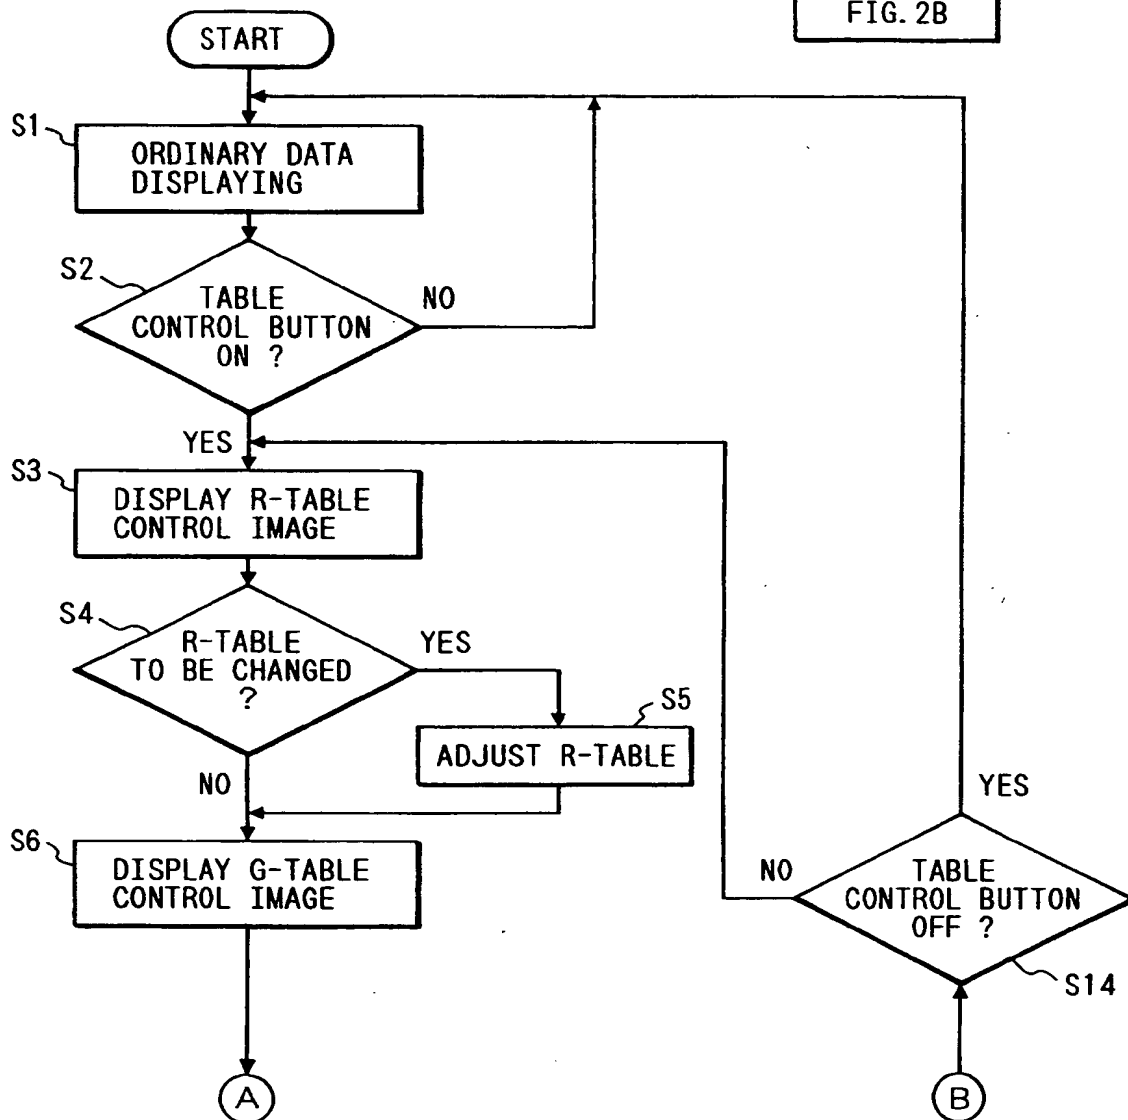 FIG. 2B
START
S1
ORDINARY DATA
DISPLAYING
S2
TABLE
CONTROL BUTTON
ON ?
NO
YES
S3
DISPLAY R-TABLE
CONTROL IMAGE
S4
R-TABLE
TO BE CHANGED
?
YES
S5
ADJUST R-TABLE
NO
S6
DISPLAY G-TABLE
CONTROL IMAGE
YES
NO
TABLE
CONTROL BUTTON
OFF ?
S14
A
B